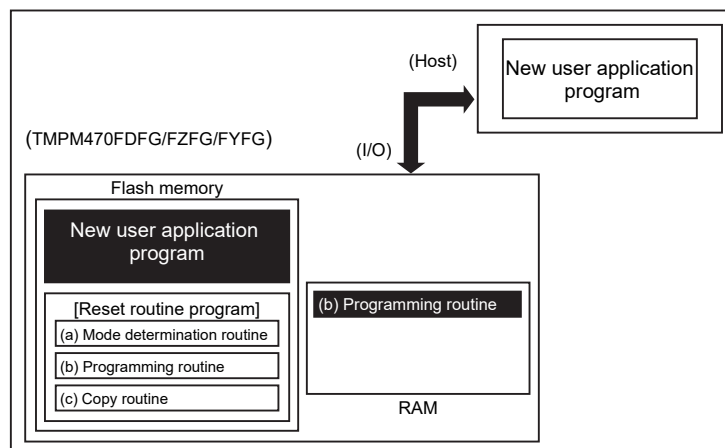 (Host)
New user application
program
(TMPM470FDFG/FZFG/FYFG)
(I/O)
Flash memory
New user application
program
[Reset routine program]
(a) Mode determination routine
(b) Programming routine
(c) Copy routine
(b) Programming routine
RAM